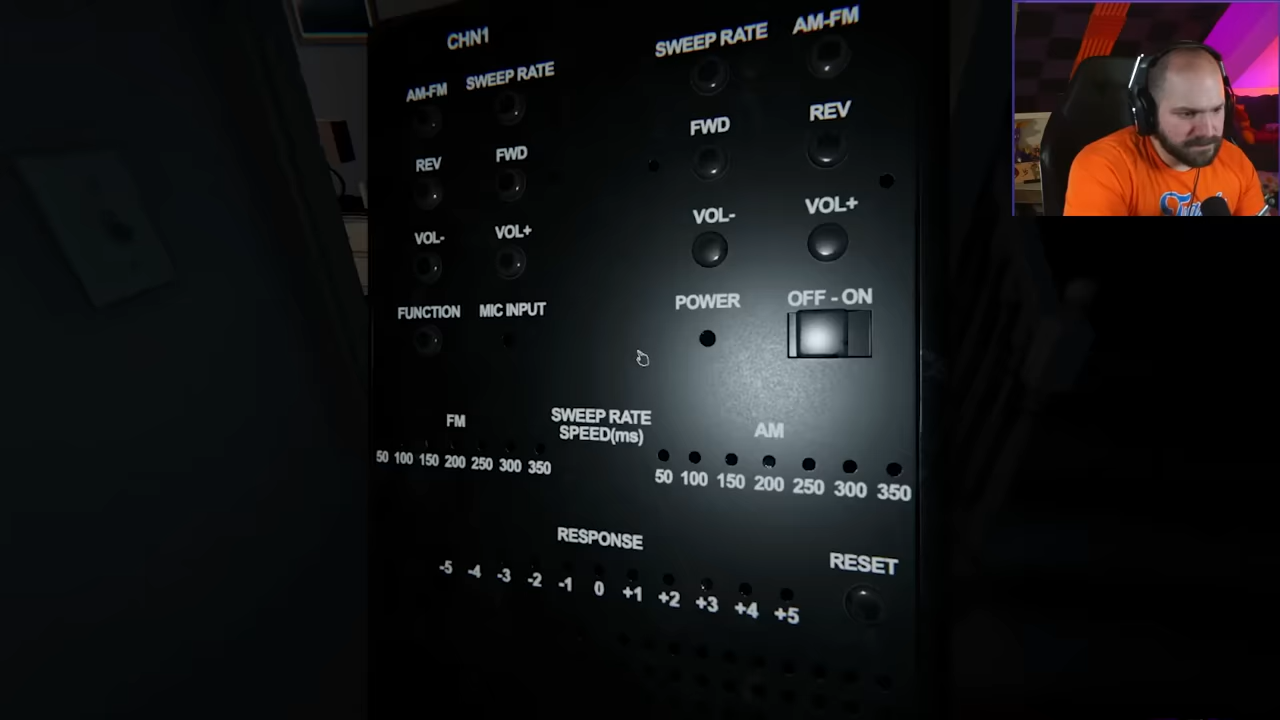 CHN1
SWEEP RATE
AM-FM
AM-FM
SWEEP RATE
FWD
REV
REV
FWD
VOL-
VOL+
VOL-
VOL+
FUNCTION
MIC INPUT
POWER
OFF - ON
FM
SWEEP RATE
SPEED(ms)
AM
50 100 150 200 250 300 350
50 100 150 200 250 300 350
RESPONSE
RESET
-5 -4 -3 -2 -1 0 +1 +2 +3 +4 +5